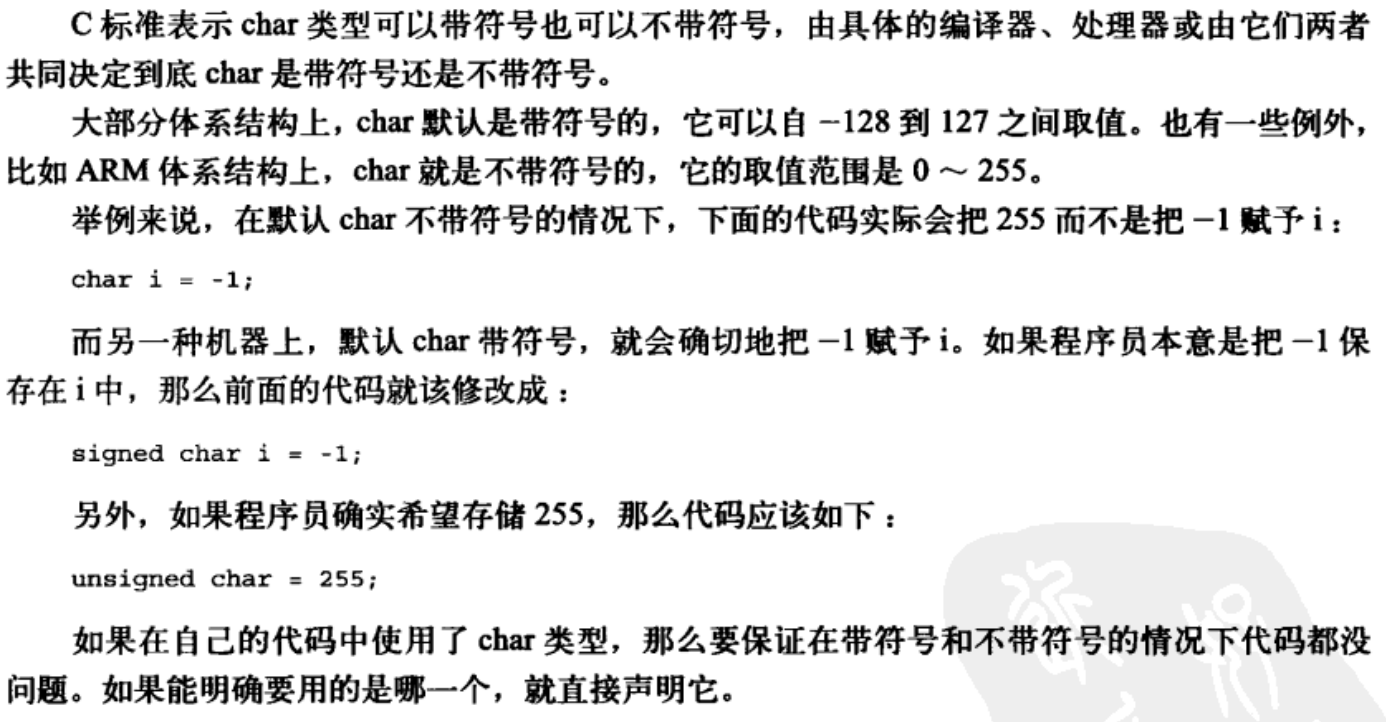 C 标准表示 char 类型可以带符号也可以不带符号，由具体的编译器、处理器或由它们两者
共同决定到底 char 是带符号还是不带符号。
大部分体系结构上，char 默认是带符号的，它可以自 −128 到 127 之间取值。也有一些例外，
比如 ARM 体系结构上，char 就是不带符号的，它的取值范围是 0 ～ 255。
举例来说，在默认 char 不带符号的情况下，下面的代码实际会把 255 而不是把 −1 赋予 i：
char i = -1;
而另一种机器上，默认 char 带符号，就会确切地把 −1 赋予 i。如果程序员本意是把 −1 保
存在 i 中，那么前面的代码就该修改成：
signed char i = -1;
另外，如果程序员确实希望存储 255，那么代码应该如下：
unsigned char = 255;
如果在自己的代码中使用了 char 类型，那么要保证在带符号和不带符号的情况下代码都没
问题。如果能明确要用的是哪一个，就直接声明它。